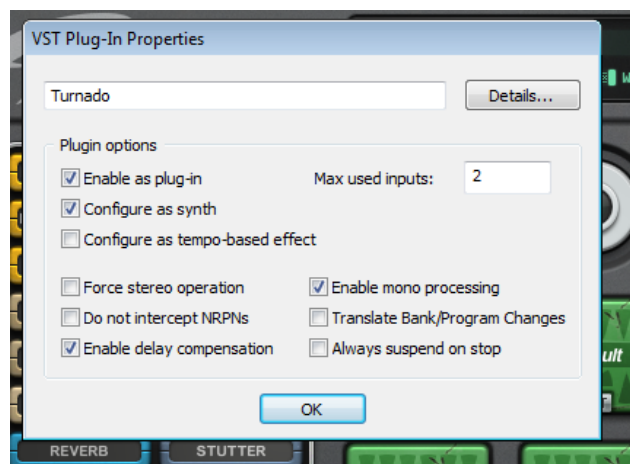 VST Plug-In Properties
Turnado
Details...
Plugin options
Enable as plug-in
Max used inputs:
2
Configure as synth
Configure as tempo-based effect
Force stereo operation
Enable mono processing
Do not intercept NRPNs
Translate Bank/Program Changes
Enable delay compensation
Always suspend on stop
OK
REVERB
STUTTER